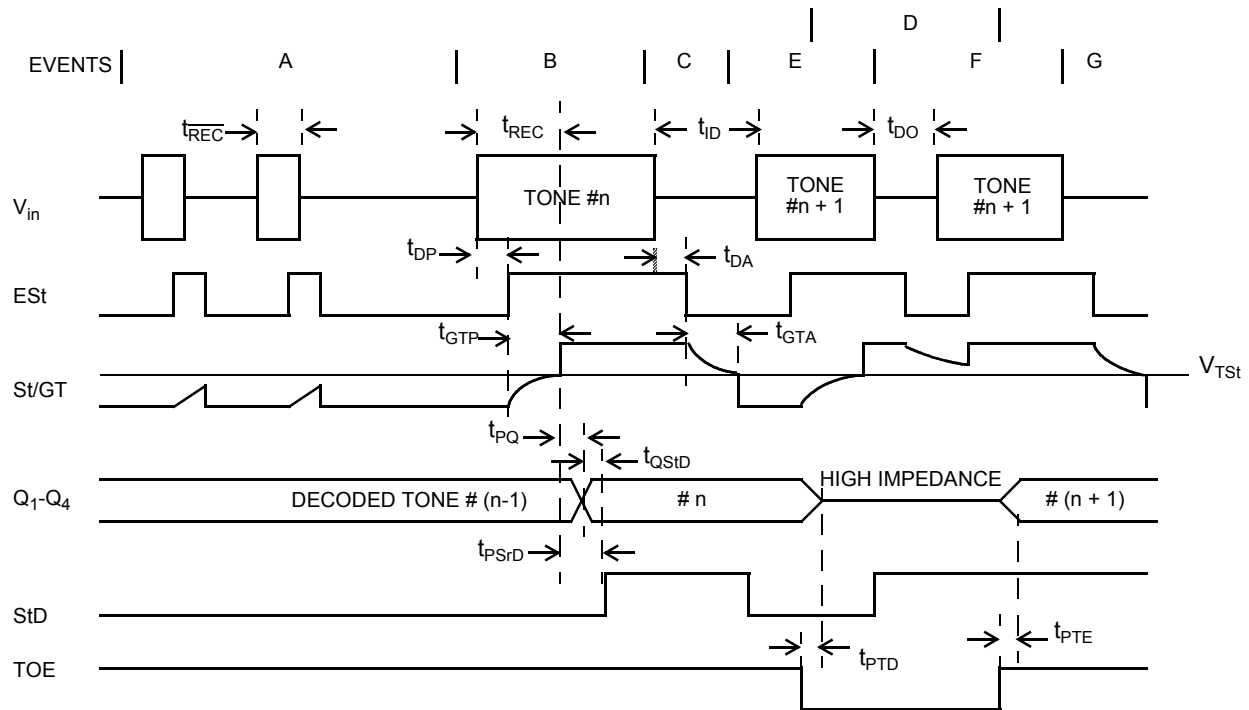 D
EVENTS A B C E F G
tREC tREC tID tDO
Vin TONE #n TONE #n + 1 TONE #n + 1
tDP tDA
ESt
tGTP tGTA
VTSt
St/GT
tPQ tQStD
HIGH IMPEDANCE
Q1-Q4 DECODED TONE # (n-1) # n # (n + 1)
tPSrD
StD
tPTD tPTE
TOE